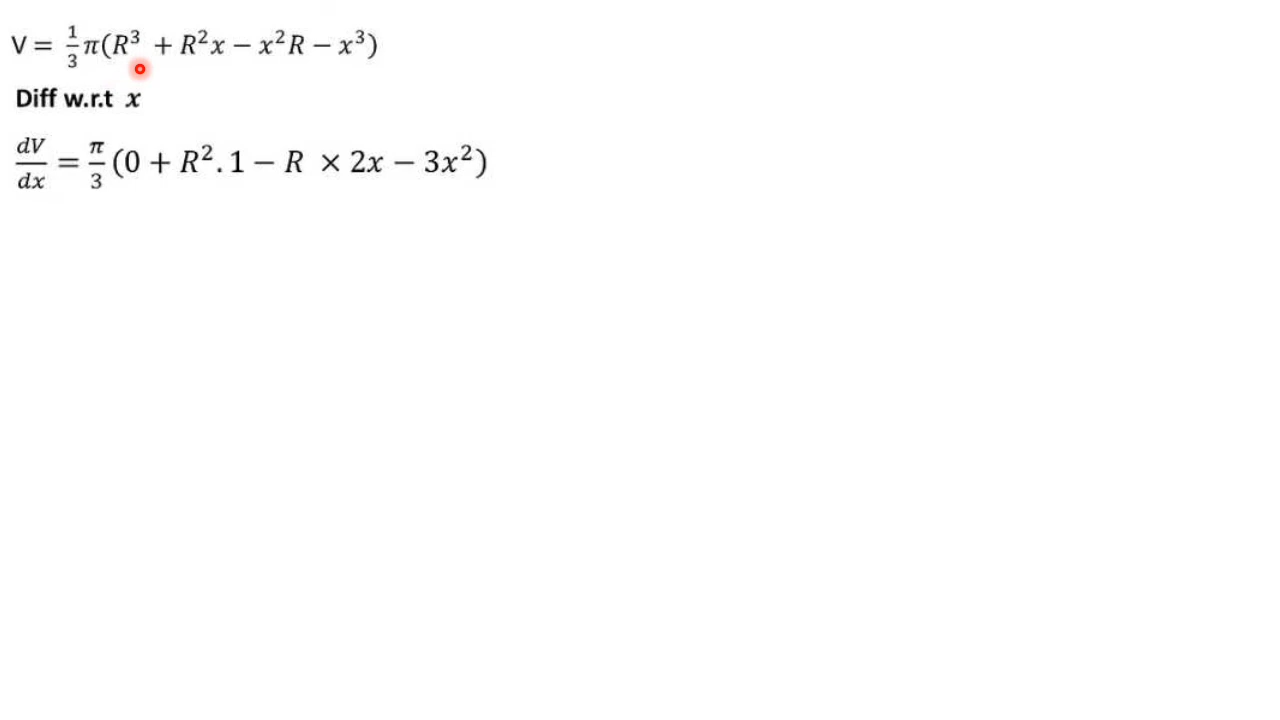 V = 1/3 π(R³ + R²x − x²R − x³)
Diff w.r.t x
dV/dx = π/3 (0 + R².1 − R × 2x − 3x²)